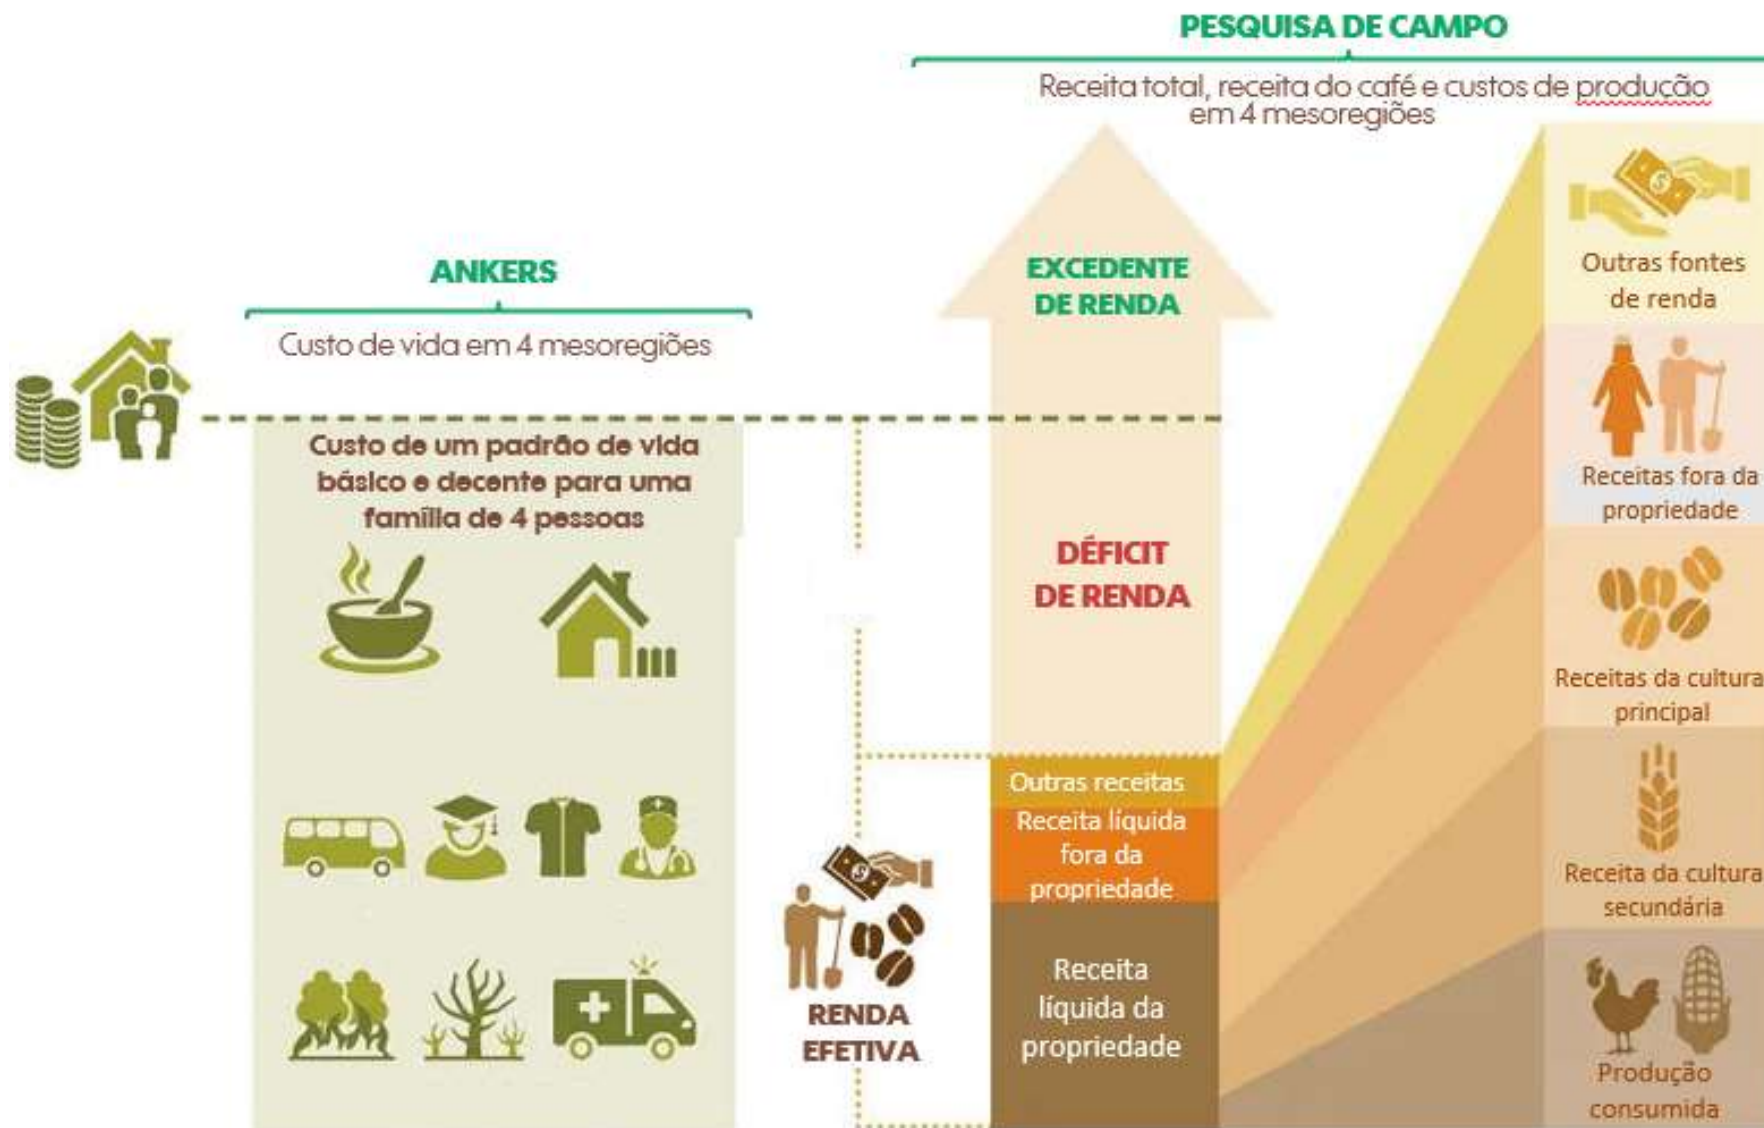 PESQUISA DE CAMPO
Receita total, receita do café e custos de produção
em 4 mesoregiões
ANKERS
Custo de vida em 4 mesoregiões
Custo de um padrão de vida
básico e decente para uma
família de 4 pessoas
RENDA
EFETIVA
EXCEDENTE
DE RENDA
DÉFICIT
DE RENDA
Outras receitas
Receita líquida
fora da
propriedade
Receita
líquida da
propriedade
Outras fontes
de renda
Receitas fora da
propriedade
Receitas da cultura
principal
Receita da cultura
secundária
Produção
consumida